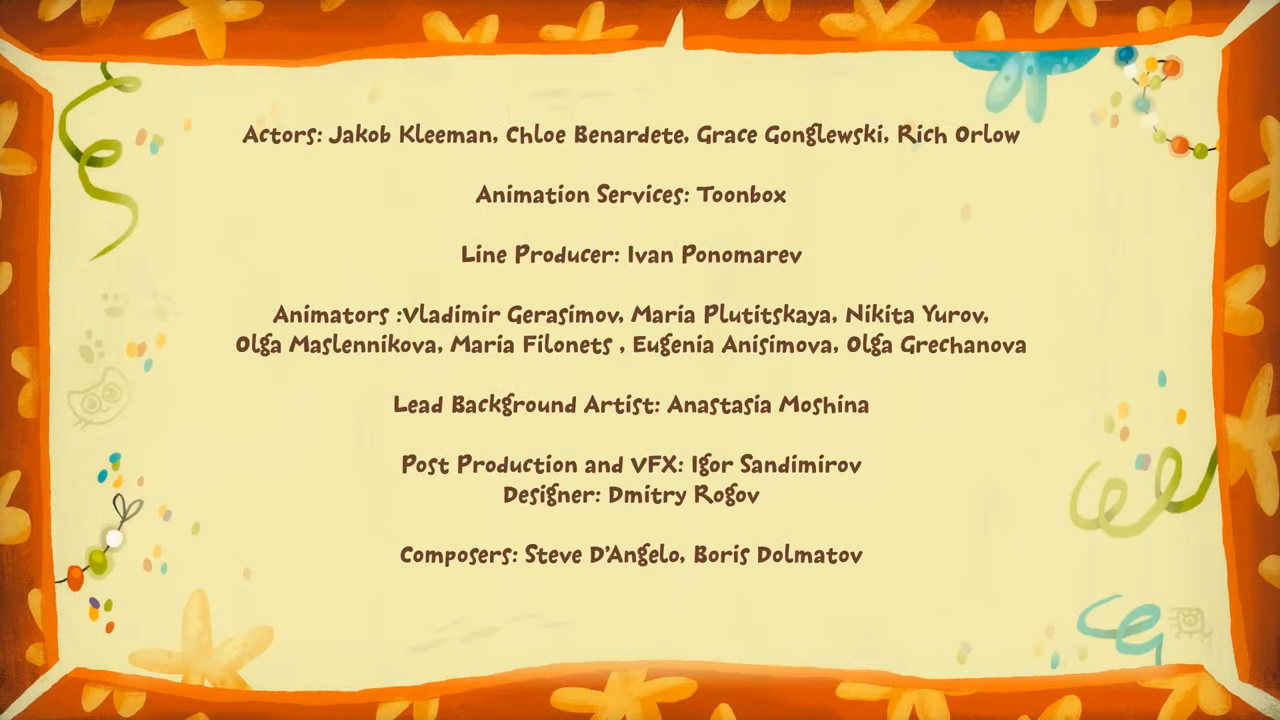 Actors: Jakob Kleeman, Chloe Benardete, Grace Gonglewski, Rich Orlow
Animation Services: Toonbox
Line Producer: Ivan Ponomarev
Animators :Vladimir Gerasimov, Maria Plutitskaya, Nikita Yurov,
Olga Maslennikova, Maria Filonets , Eugenia Anisimova, Olga Grechanova
Lead Background Artist: Anastasia Moshina
Post Production and VFX: Igor Sandimirov
Designer: Dmitry Rogov
Composers: Steve D'Angelo, Boris Dolmatov